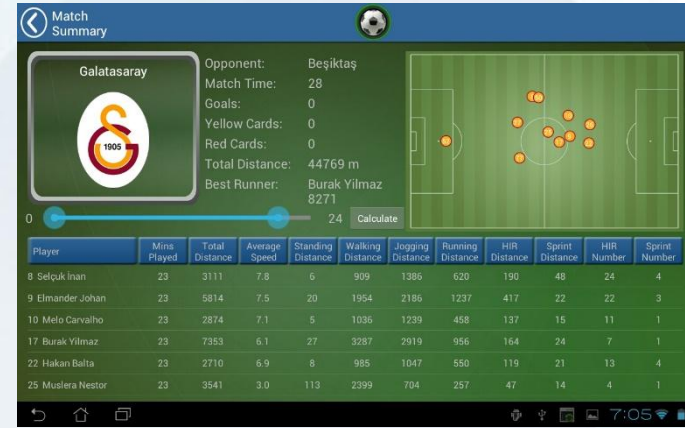 Match
Summary
Galatasaray
1905
Opponent: Beşiktaş
Match Time: 28
Goals: 0
Yellow Cards: 0
Red Cards: 0
Total Distance: 44769 m
Best Runner: Burak Yilmaz
8271
0 24 Calculate
Player Mins Played Total Distance Average Speed Standing Distance Walking Distance Jogging Distance Running Distance HIR Distance Sprint Distance HIR Number Sprint Number
8 Selçuk İnan 23 3111 7.8 6 909 1386 620 190 48 24 4
9 Elmander Johan 23 5814 7.5 20 1954 2186 1237 417 22 22 3
10 Melo Carvalho 23 2874 7.1 5 1036 1239 458 137 15 11 1
17 Burak Yilmaz 23 7353 6.1 27 3287 2919 956 164 24 7 1
22 Hakan Balta 23 2710 6.9 8 985 1047 550 119 21 13 4
25 Muslera Nestor 23 3541 3.0 113 2399 704 257 47 14 4 1
7:05